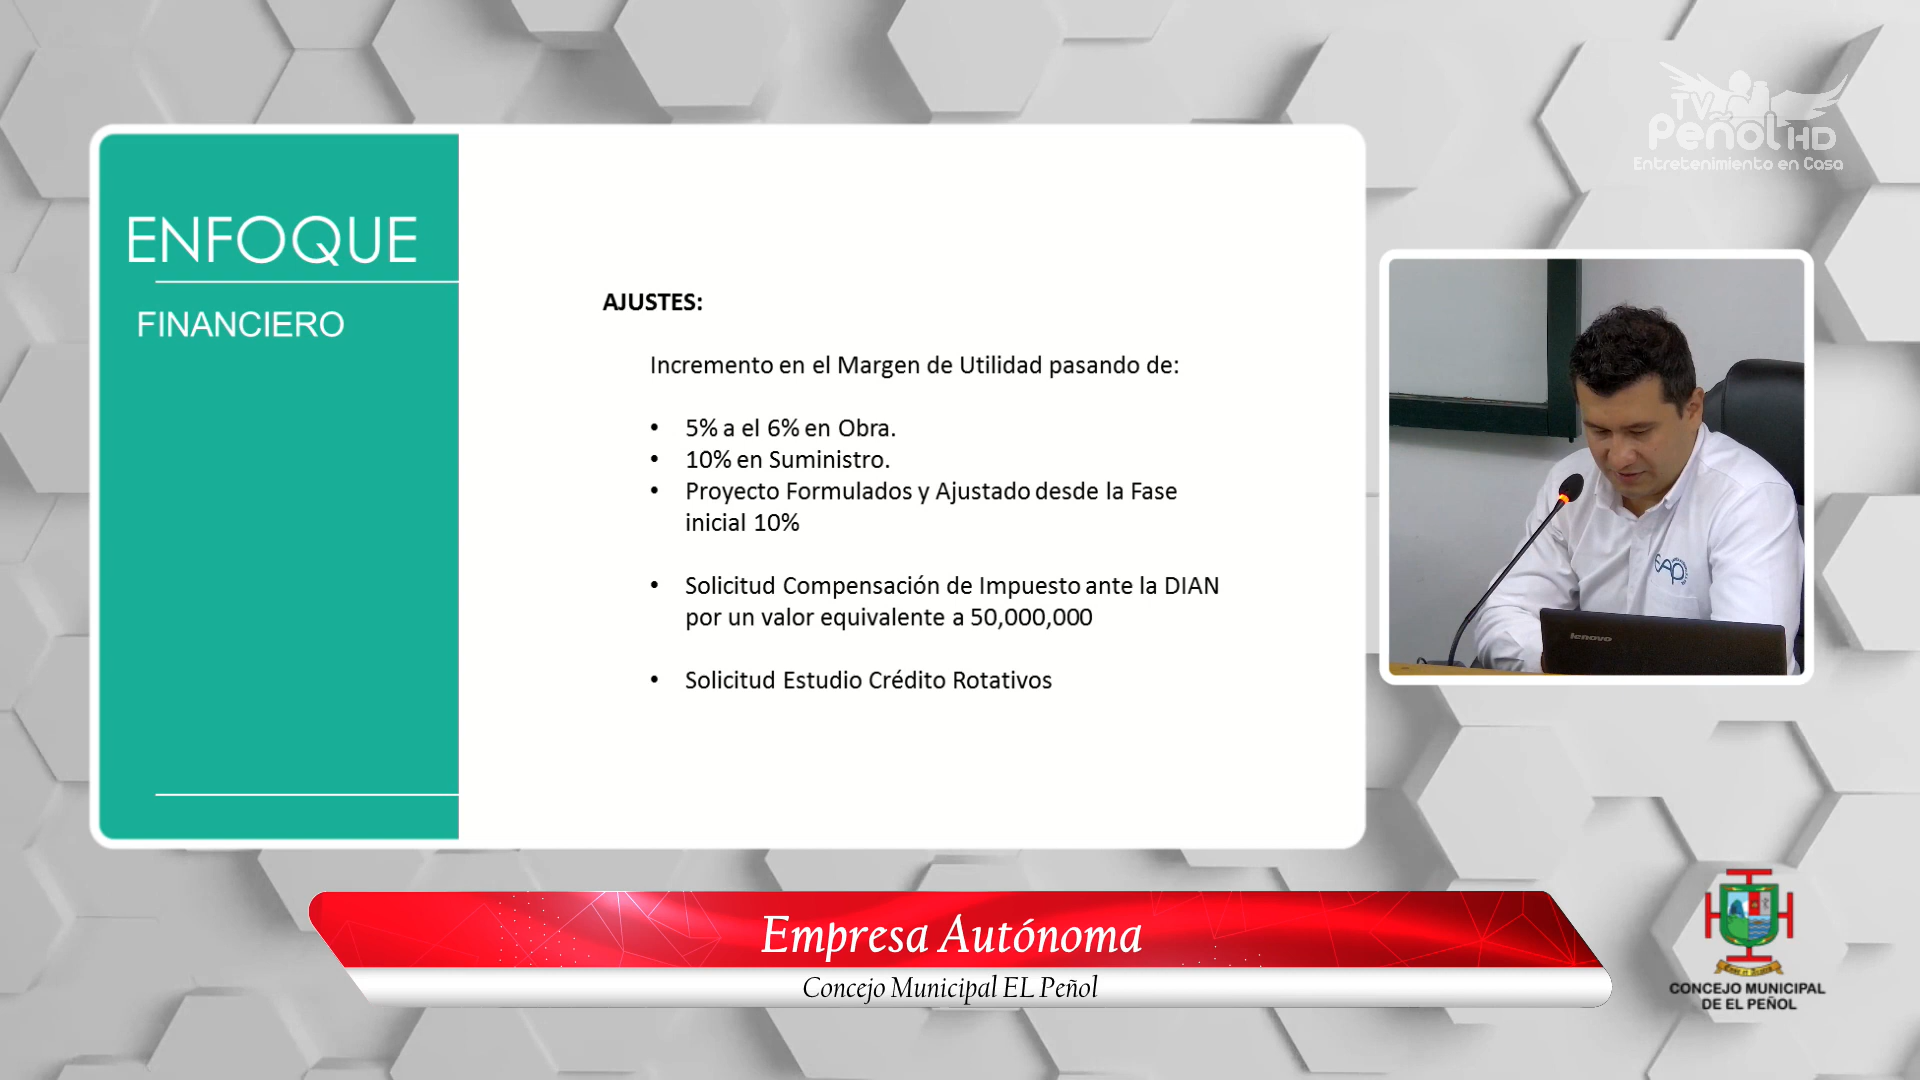 TV
Peñol HD
Entretenimiento en Casa
ENFOQUE
FINANCIERO
AJUSTES:
Incremento en el Margen de Utilidad pasando de:
• 5% a el 6% en Obra.
• 10% en Suministro.
• Proyecto Formulados y Ajustado desde la Fase
inicial 10%
• Solicitud Compensación de Impuesto ante la DIAN
por un valor equivalente a 50,000,000
• Solicitud Estudio Crédito Rotativos
EAP
lenovo
Empresa Autónoma
Concejo Municipal EL Peñol
CONCEJO MUNICIPAL
DE EL PEÑOL